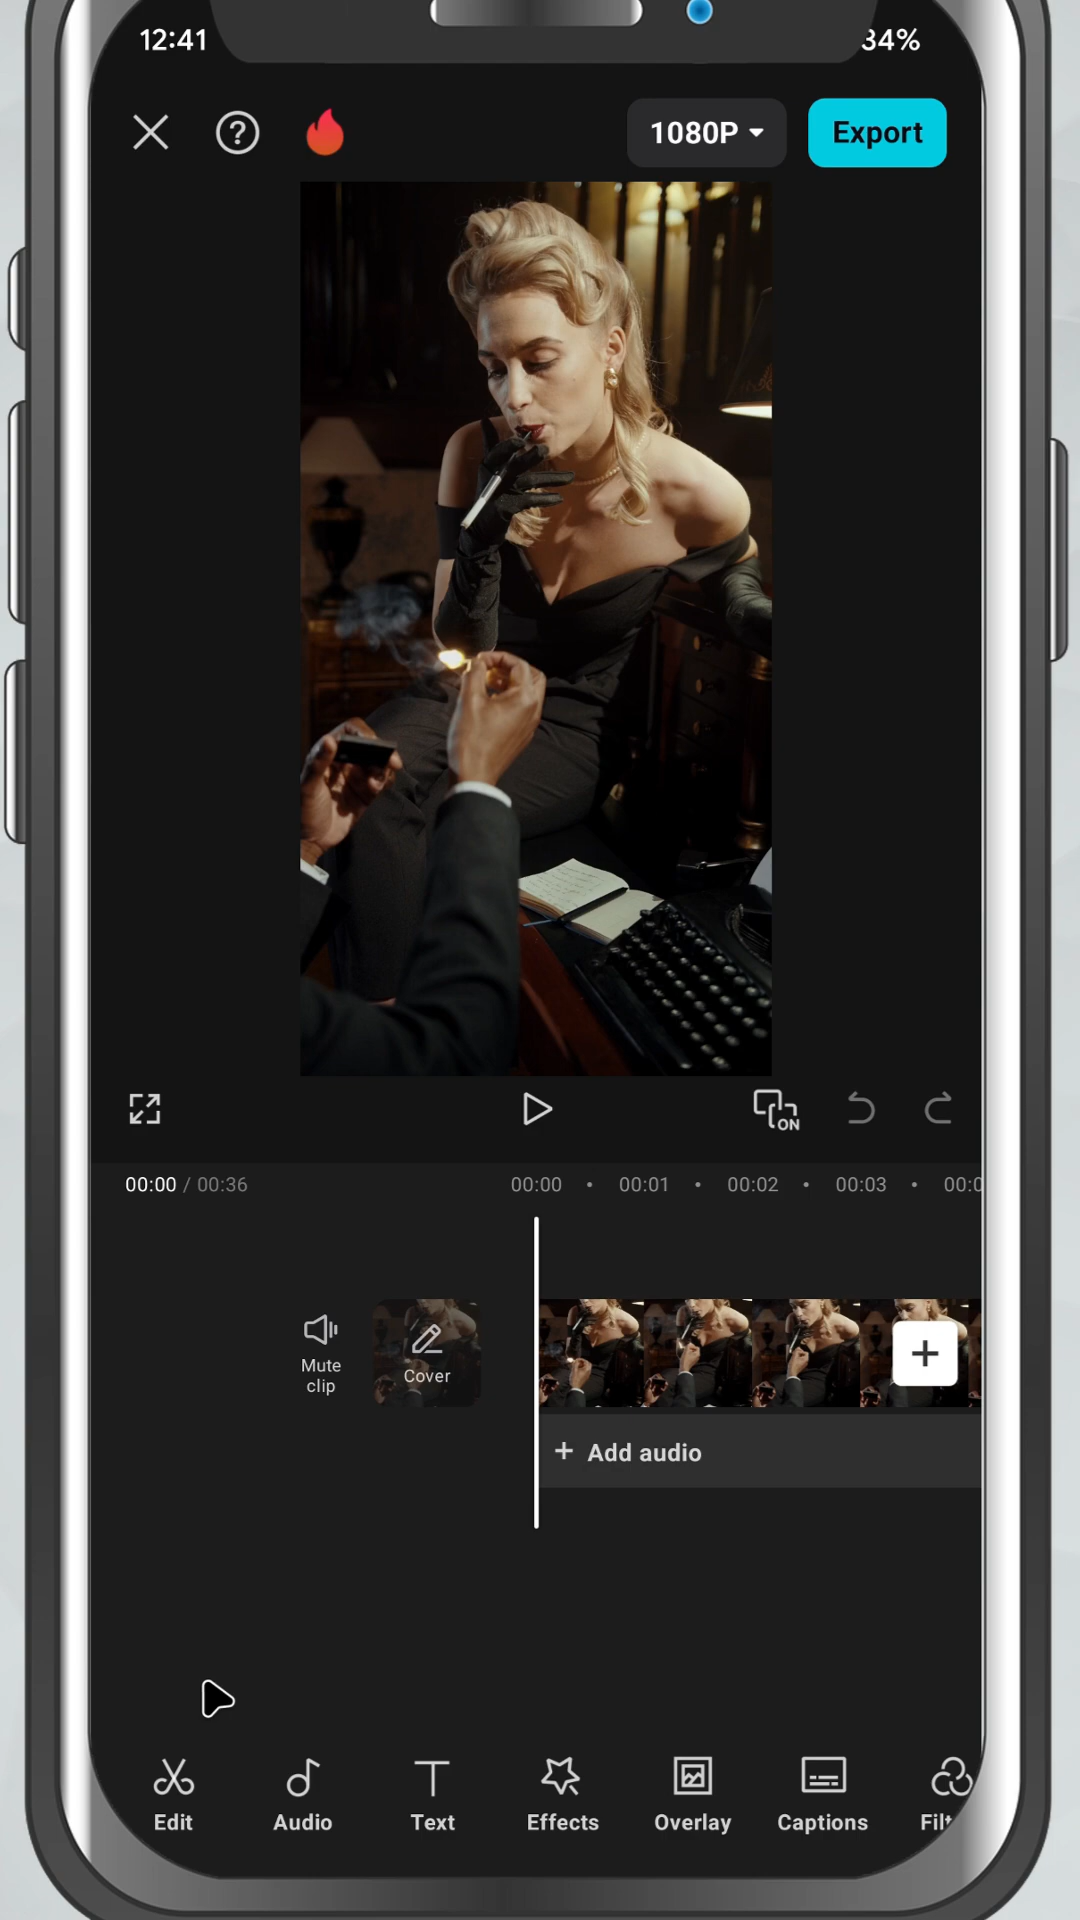 12:41
34%
1080P
Export
ON
00:00 / 00:36
00:00 00:01 00:02 00:03
Mute
clip
Cover
+ Add audio
Edit Audio Text Effects Overlay Captions